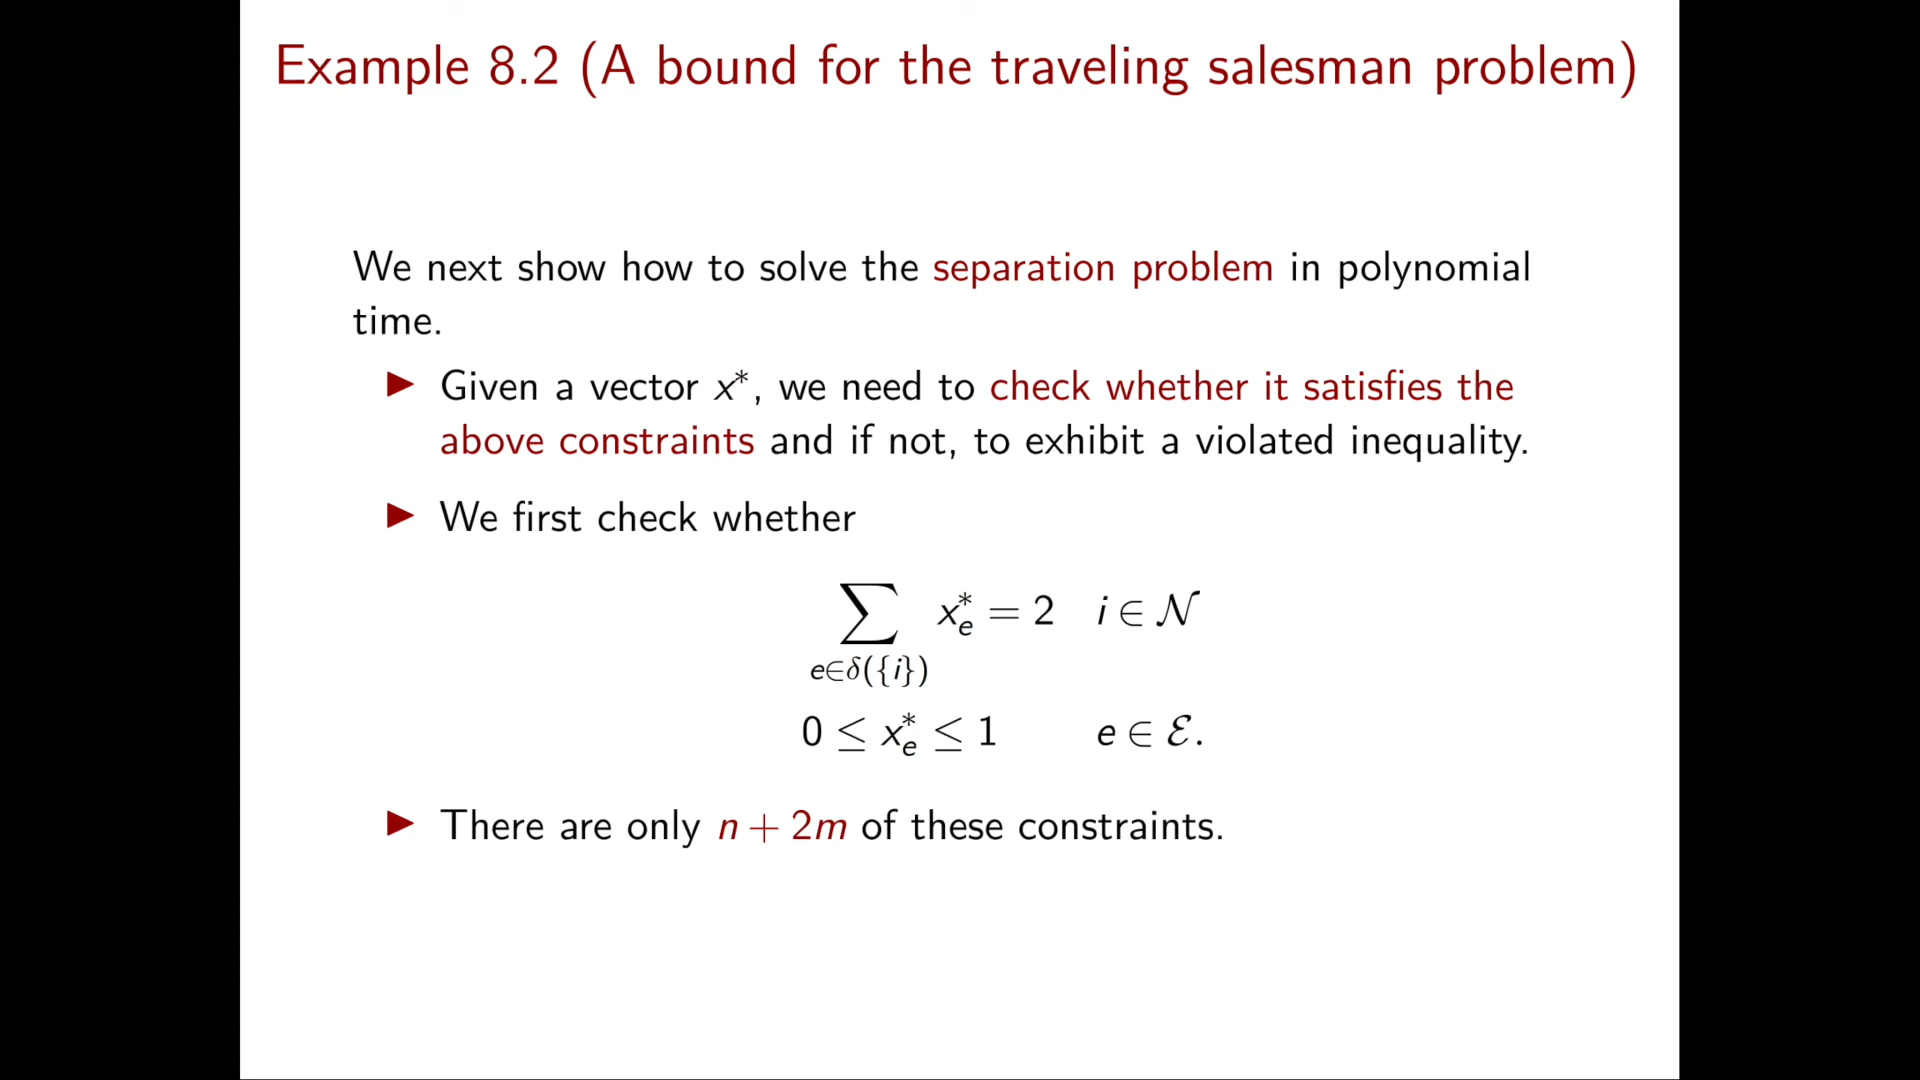 Example 8.2 (A bound for the traveling salesman problem)
We next show how to solve the separation problem in polynomial
time.
▶ Given a vector x*, we need to check whether it satisfies the
above constraints and if not, to exhibit a violated inequality.
▶ We first check whether
∑_{e∈δ({i})} x*_e = 2 i ∈ 𝒩
0 ≤ x*_e ≤ 1 e ∈ ℰ.
▶ There are only n + 2m of these constraints.